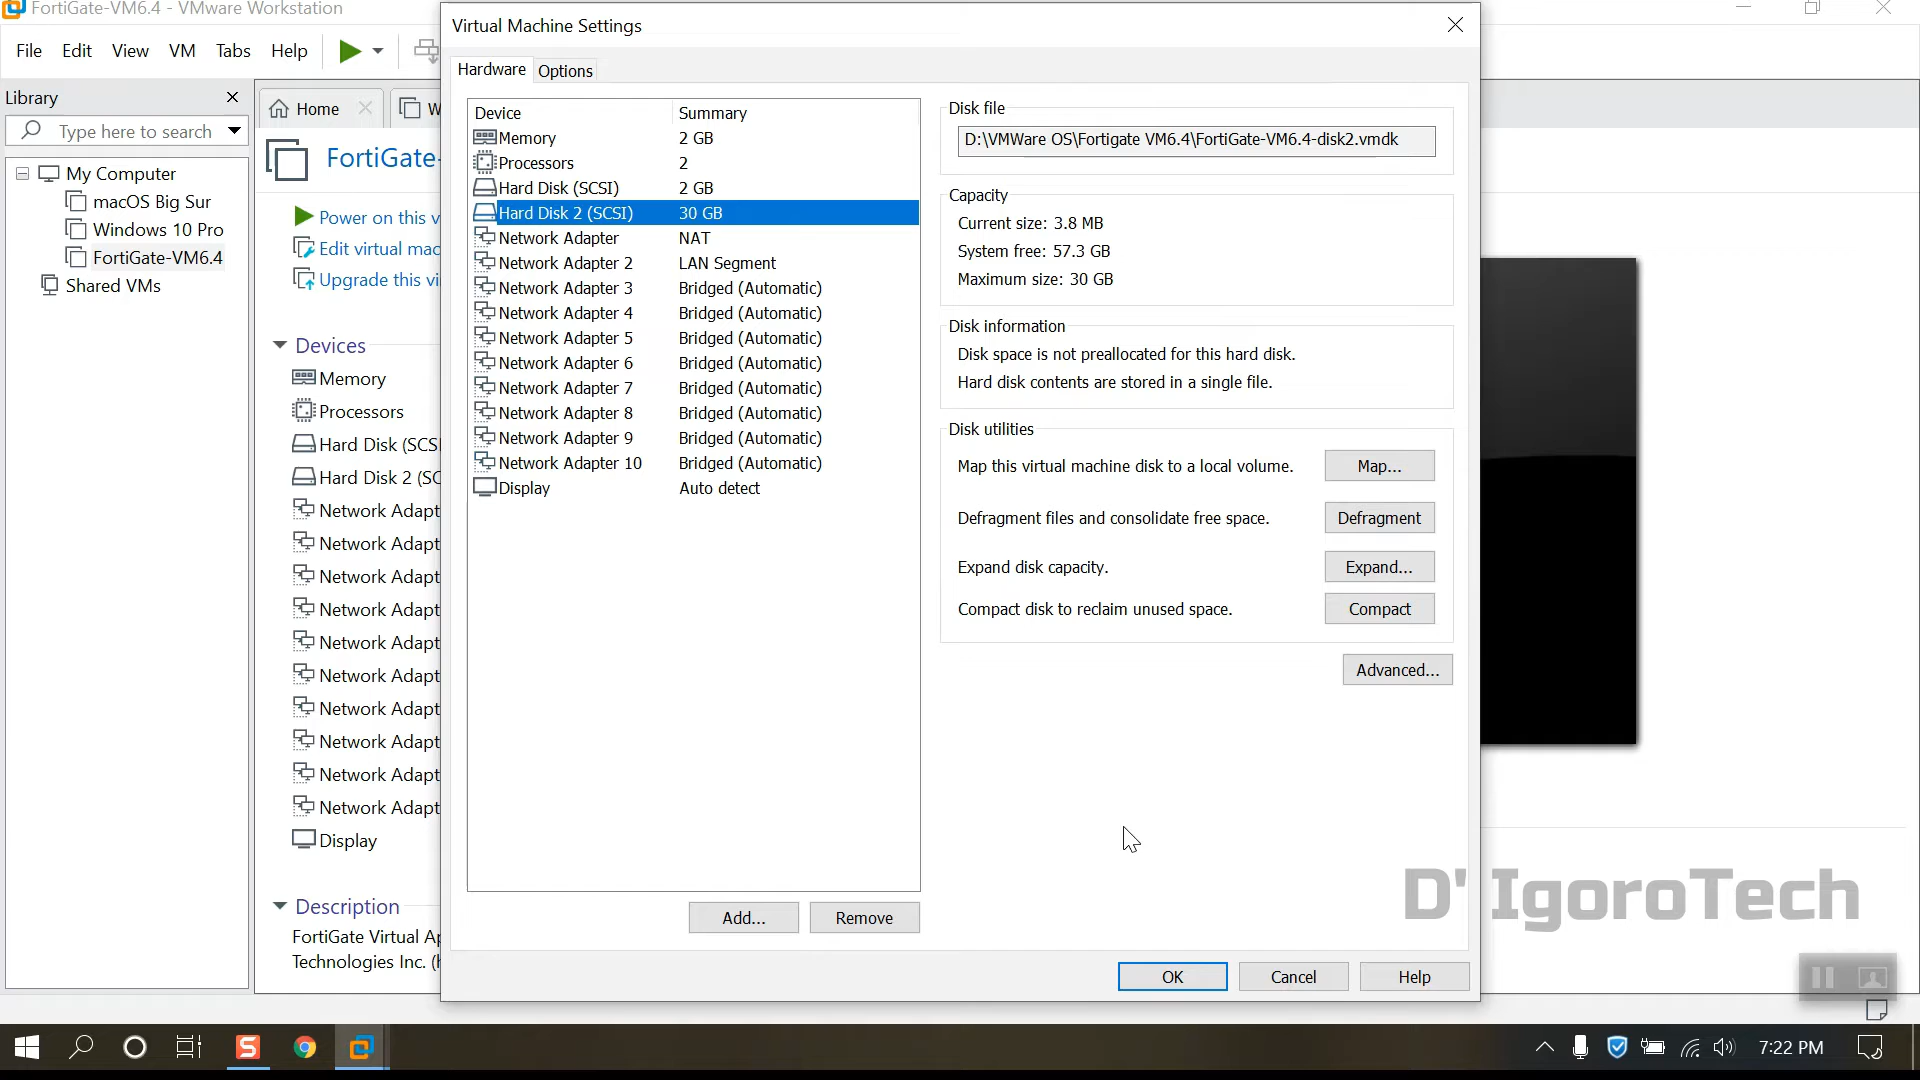 FortiGate-VM6.4 - VMware Workstation
File Edit View VM Tabs Help
Library
Type here to search
My Computer
macOS Big Sur
Windows 10 Pro
FortiGate-VM6.4
Shared VMs
Home W
FortiGate-
Power on this v
Edit virtual mac
Upgrade this vi
Devices
Memory
Processors
Hard Disk (SCSI
Hard Disk 2 (SC
Network Adapt
Network Adapt
Network Adapt
Network Adapt
Network Adapt
Network Adapt
Network Adapt
Network Adapt
Network Adapt
Network Adapt
Display
Description
FortiGate Virtual Ap
Technologies Inc. (h
Virtual Machine Settings
Hardware Options
Device Summary
Memory 2 GB
Processors 2
Hard Disk (SCSI) 2 GB
Hard Disk 2 (SCSI) 30 GB
Network Adapter NAT
Network Adapter 2 LAN Segment
Network Adapter 3 Bridged (Automatic)
Network Adapter 4 Bridged (Automatic)
Network Adapter 5 Bridged (Automatic)
Network Adapter 6 Bridged (Automatic)
Network Adapter 7 Bridged (Automatic)
Network Adapter 8 Bridged (Automatic)
Network Adapter 9 Bridged (Automatic)
Network Adapter 10 Bridged (Automatic)
Display Auto detect
Add... Remove
Disk file
D:\VMWare OS\Fortigate VM6.4\FortiGate-VM6.4-disk2.vmdk
Capacity
Current size: 3.8 MB
System free: 57.3 GB
Maximum size: 30 GB
Disk information
Disk space is not preallocated for this hard disk.
Hard disk contents are stored in a single file.
Disk utilities
Map this virtual machine disk to a local volume. Map...
Defragment files and consolidate free space. Defragment
Expand disk capacity. Expand...
Compact disk to reclaim unused space. Compact
Advanced...
OK Cancel Help
D' IgoroTech
7:22 PM